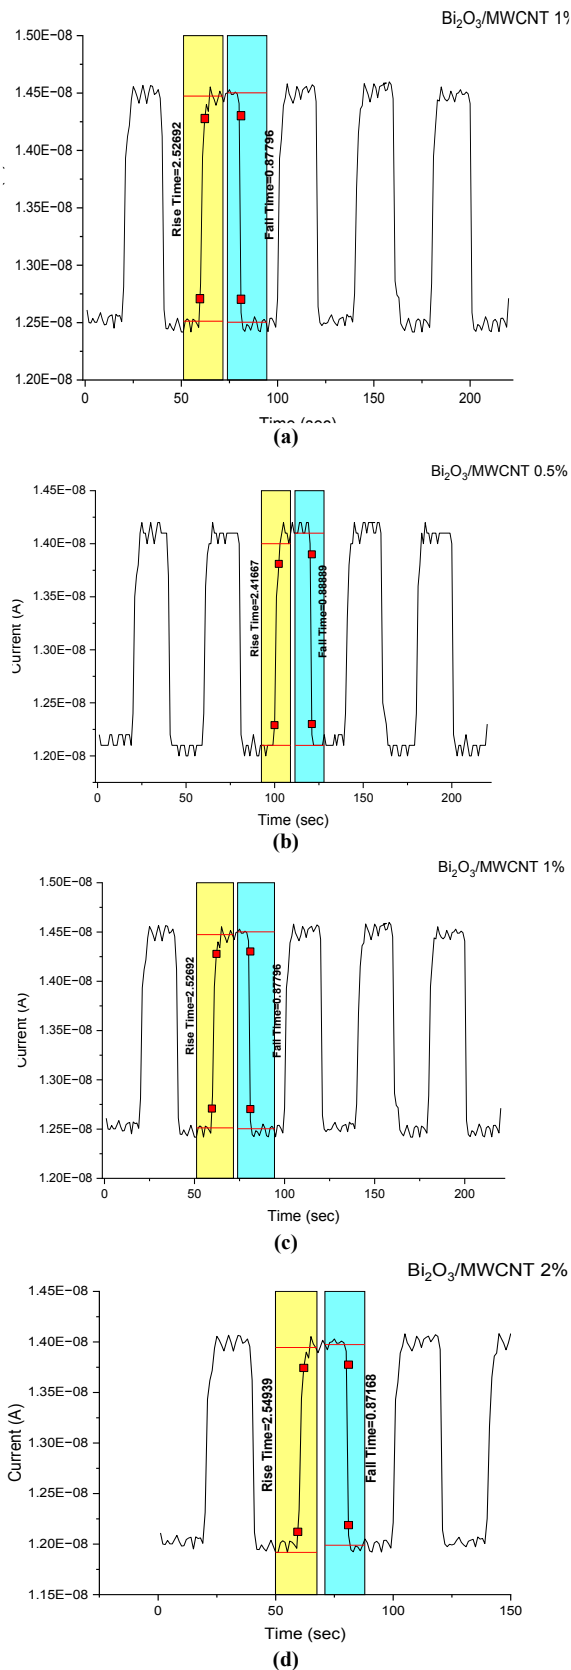 Bi₂O₃/MWCNT 1%
1.50E−08
1.45E−08
1.40E−08
1.35E−08
1.30E−08
1.25E−08
1.20E−08
Rise Time=2.52692
Fall Time=0.87796
0 50 100 150 200
Time (sec)
(a)
Bi₂O₃/MWCNT 0.5%
1.45E−08
1.40E−08
1.35E−08
1.30E−08
1.25E−08
1.20E−08
Current (A)
Rise Time=2.41667
Fall Time=0.88889
0 50 100 150 200
Time (sec)
(b)
Bi₂O₃/MWCNT 1%
1.50E−08
1.45E−08
1.40E−08
1.35E−08
1.30E−08
1.25E−08
1.20E−08
Current (A)
Rise Time=2.52692
Fall Time=0.87796
0 50 100 150 200
Time (sec)
(c)
Bi₂O₃/MWCNT 2%
1.45E−08
1.40E−08
1.35E−08
1.30E−08
1.25E−08
1.20E−08
1.15E−08
Current (A)
Rise Time=2.54939
Fall Time=0.87168
0 50 100 150
Time (sec)
(d)